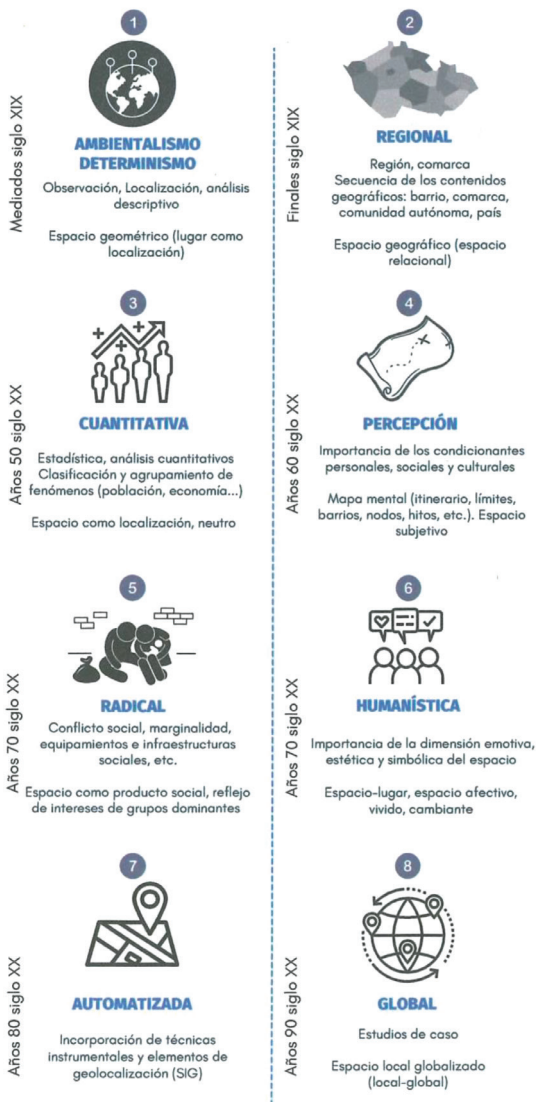 1
Mediados siglo XIX
AMBIENTALISMO
DETERMINISMO
Observación, Localización, análisis
descriptivo
Espacio geométrico (lugar como
localización)
2
Finales siglo XIX
REGIONAL
Región, comarca
Secuencia de los contenidos
geográficos: barrio, comarca,
comunidad autónoma, país
Espacio geográfico (espacio
relacional)
3
Años 50 siglo XX
CUANTITATIVA
Estadística, análisis cuantitativos
Clasificación y agrupamiento de
fenómenos (población, economía...)
Espacio como localización, neutro
4
Años 60 siglo XX
PERCEPCIÓN
Importancia de los condicionantes
personales, sociales y culturales
Mapa mental (itinerario, límites,
barrios, nodos, hitos, etc.). Espacio
subjetivo
5
Años 70 siglo XX
RADICAL
Conflicto social, marginalidad,
equipamientos e infraestructuras
sociales, etc.
Espacio como producto social, reflejo
de intereses de grupos dominantes
6
Años 70 siglo XX
HUMANÍSTICA
Importancia de la dimensión emotiva,
estética y simbólica del espacio
Espacio-lugar, espacio afectivo,
vivido, cambiante
7
Años 80 siglo XX
AUTOMATIZADA
Incorporación de técnicas
instrumentales y elementos de
geolocalización (SIG)
8
Años 90 siglo XX
GLOBAL
Estudios de caso
Espacio local globalizado
(local-global)